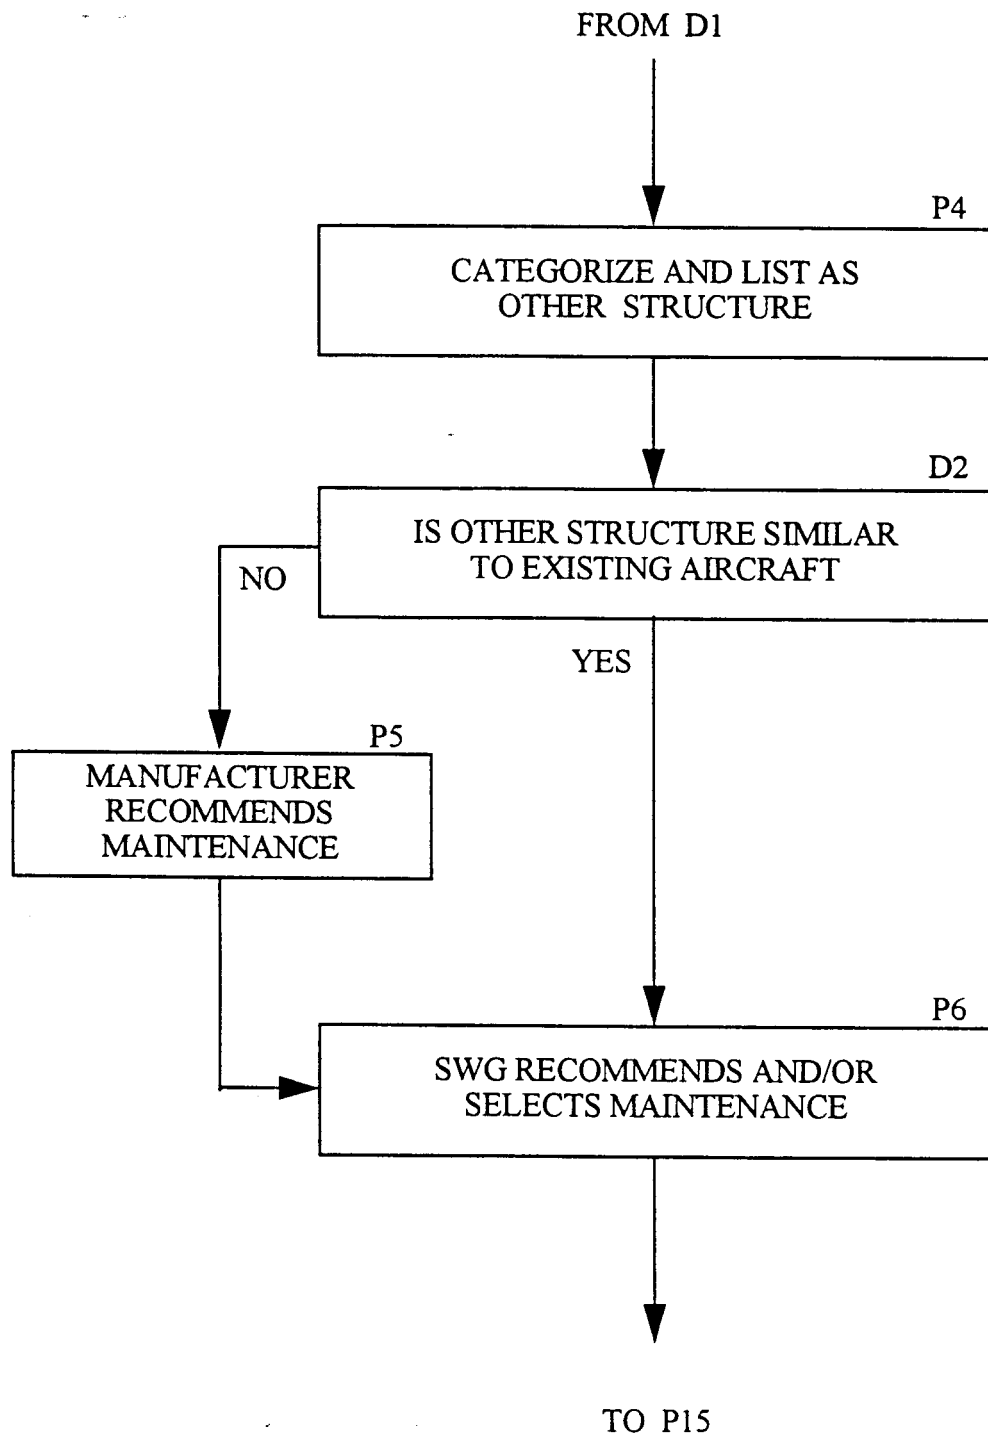 FROM D1
P4
CATEGORIZE AND LIST AS
OTHER STRUCTURE
D2
IS OTHER STRUCTURE SIMILAR
TO EXISTING AIRCRAFT
NO
YES
P5
MANUFACTURER
RECOMMENDS
MAINTENANCE
P6
SWG RECOMMENDS AND/OR
SELECTS MAINTENANCE
TO P15